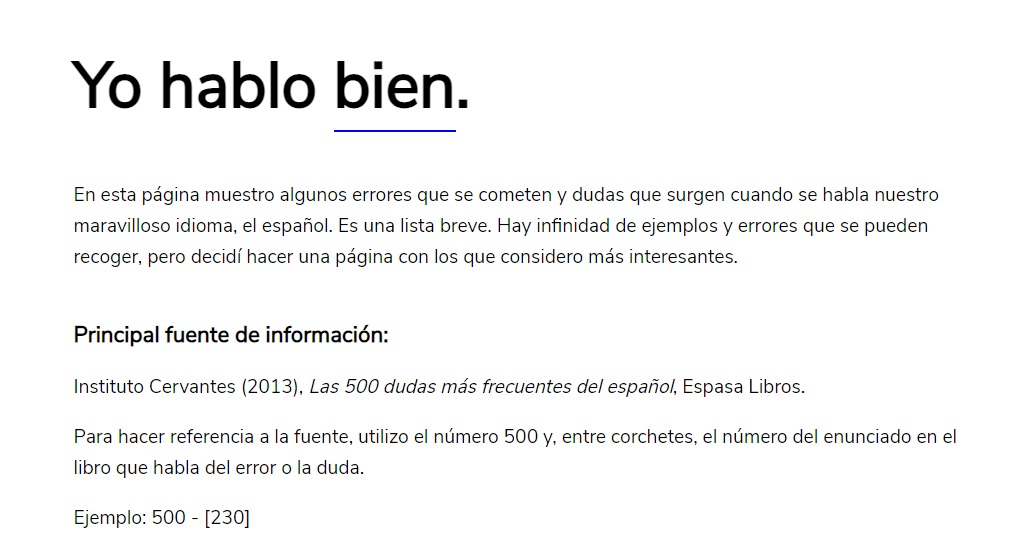 Yo hablo bien.
En esta página muestro algunos errores que se cometen y dudas que surgen cuando se habla nuestro
maravilloso idioma, el español. Es una lista breve. Hay infinidad de ejemplos y errores que se pueden
recoger, pero decidí hacer una página con los que considero más interesantes.
Principal fuente de información:
Instituto Cervantes (2013), Las 500 dudas más frecuentes del español, Espasa Libros.
Para hacer referencia a la fuente, utilizo el número 500 y, entre corchetes, el número del enunciado en el
libro que habla del error o la duda.
Ejemplo: 500 - [230]